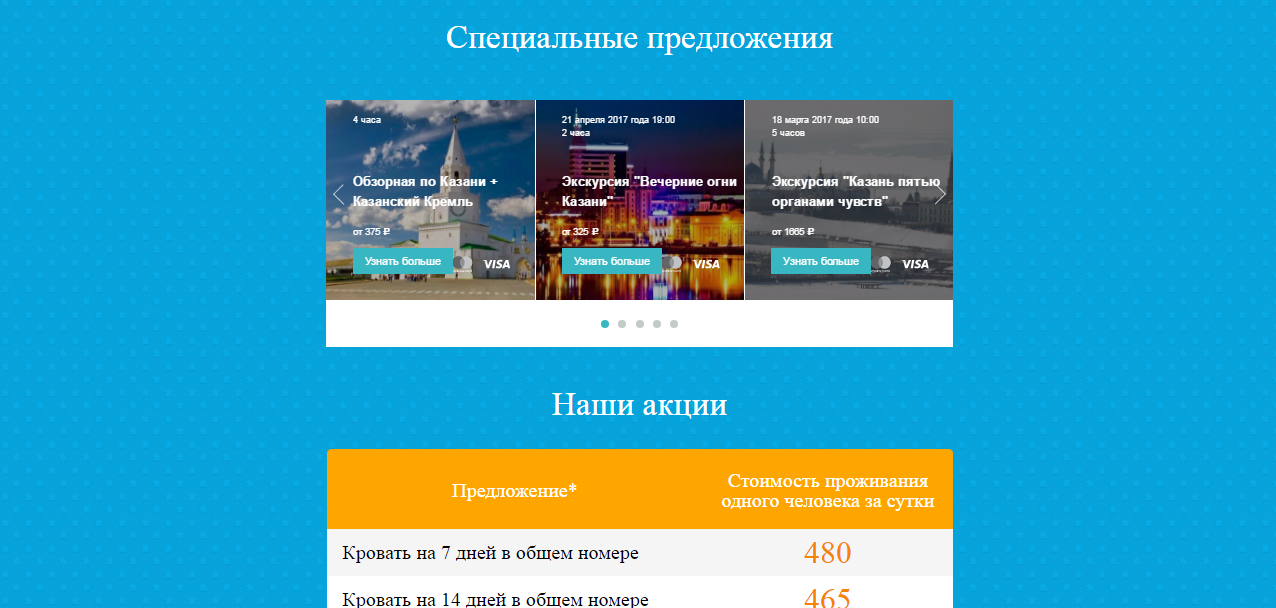 Специальные предложения
4 часа
Обзорная по Казани +
Казанский Кремль
от 375 ₽
Узнать больше
VISA
21 апреля 2017 года 19:00
2 часа
Экскурсия "Вечерние огни
Казани"
от 325 ₽
Узнать больше
VISA
18 марта 2017 года 10:00
5 часов
Экскурсия "Казань пятью
органами чувств"
от 1665 ₽
Узнать больше
VISA
Наши акции
Предложение*
Стоимость проживания
одного человека за сутки
Кровать на 7 дней в общем номере
480
Кровать на 14 дней в общем номере
465